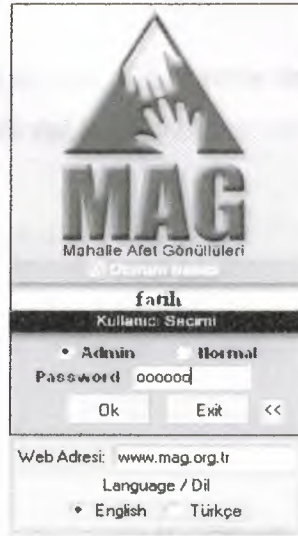 MAG
Mahalle Afet Gönüllüleri
fatih
Kullanıcı Secimi
Admin Normal
Password oooooo
Ok Exit <<
Web Adresi: www.mag.org.tr
Language / Dil
English Türkçe